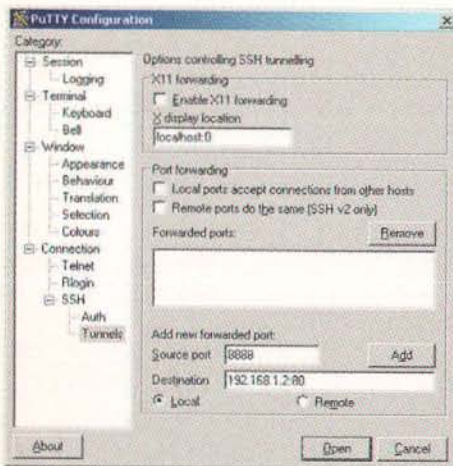 PuTTY Configuration
Category:
Session
Logging
Terminal
Keyboard
Bell
Window
Appearance
Behaviour
Translation
Selection
Colours
Connection
Telnet
Rlogin
SSH
Auth
Tunnels
Options controlling SSH tunnelling
X11 forwarding
Enable X11 forwarding
X display location
localhost:0
Port forwarding
Local ports accept connections from other hosts
Remote ports do the same (SSH v2 only)
Forwarded ports:
Remove
Add new forwarded port:
Source port 8888 Add
Destination 192.168.1.2:80
Local Remote
About Open Cancel